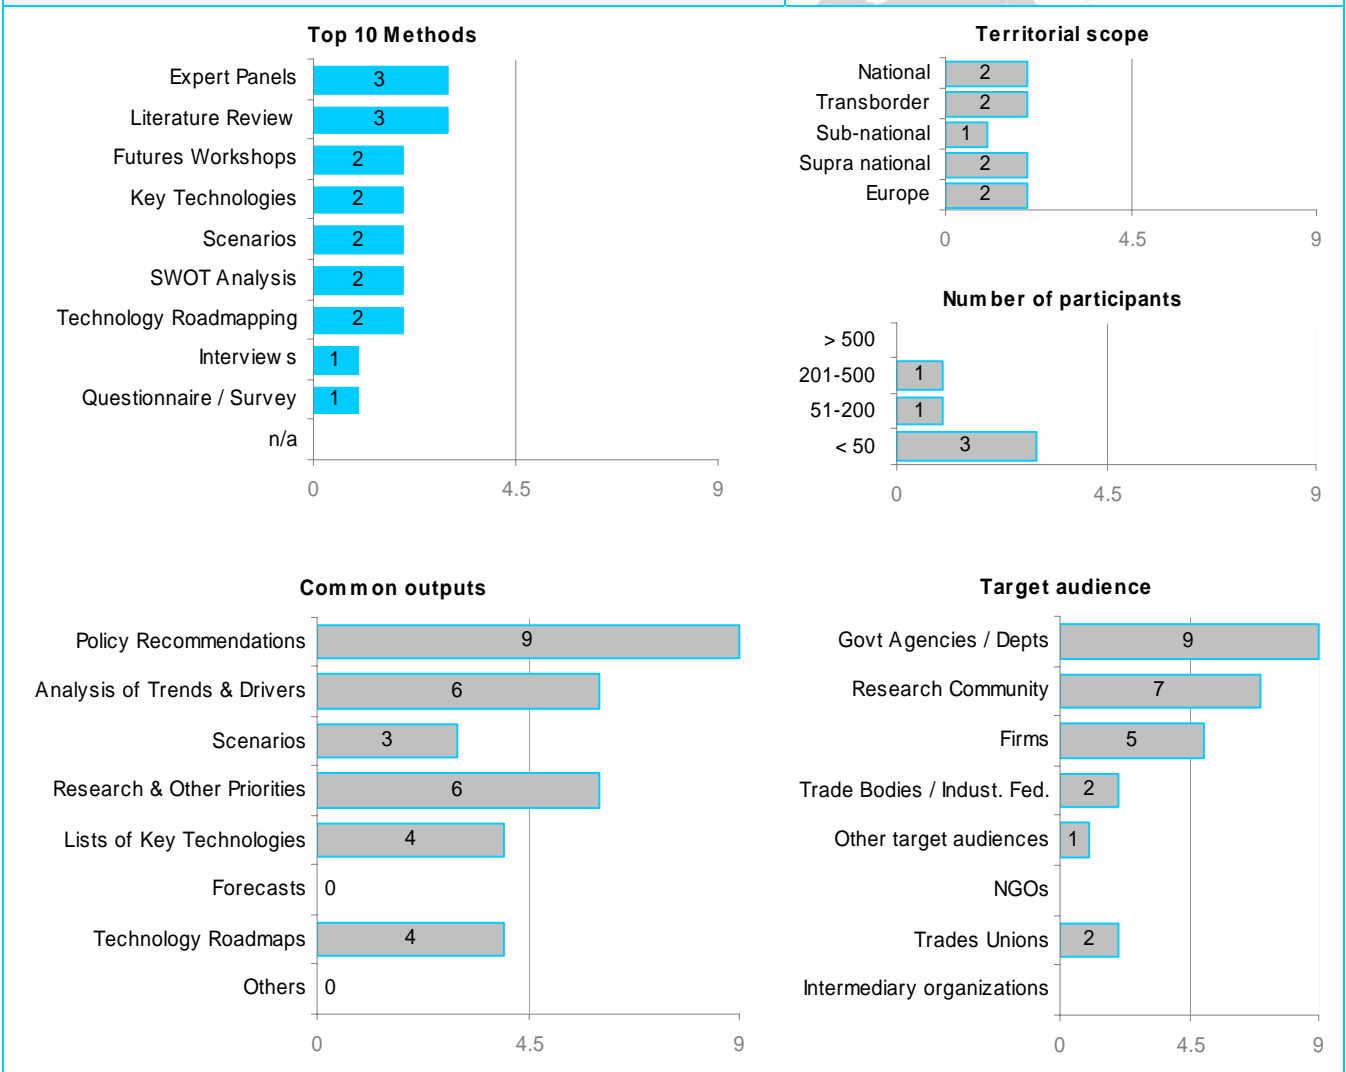 Top 10 Methods
Expert Panels 3
Literature Review 3
Futures Workshops 2
Key Technologies 2
Scenarios 2
SWOT Analysis 2
Technology Roadmapping 2
Interviews 1
Questionnaire / Survey 1
n/a
0 4.5 9
Territorial scope
National 2
Transborder 2
Sub-national 1
Supra national 2
Europe 2
0 4.5 9
Number of participants
> 500
201-500 1
51-200 1
< 50 3
0 4.5 9
Common outputs
Policy Recommendations 9
Analysis of Trends & Drivers 6
Scenarios 3
Research & Other Priorities 6
Lists of Key Technologies 4
Forecasts 0
Technology Roadmaps 4
Others 0
0 4.5 9
Target audience
Govt Agencies / Depts 9
Research Community 7
Firms 5
Trade Bodies / Indust. Fed. 2
Other target audiences 1
NGOs
Trades Unions 2
Intermediary organizations
0 4.5 9